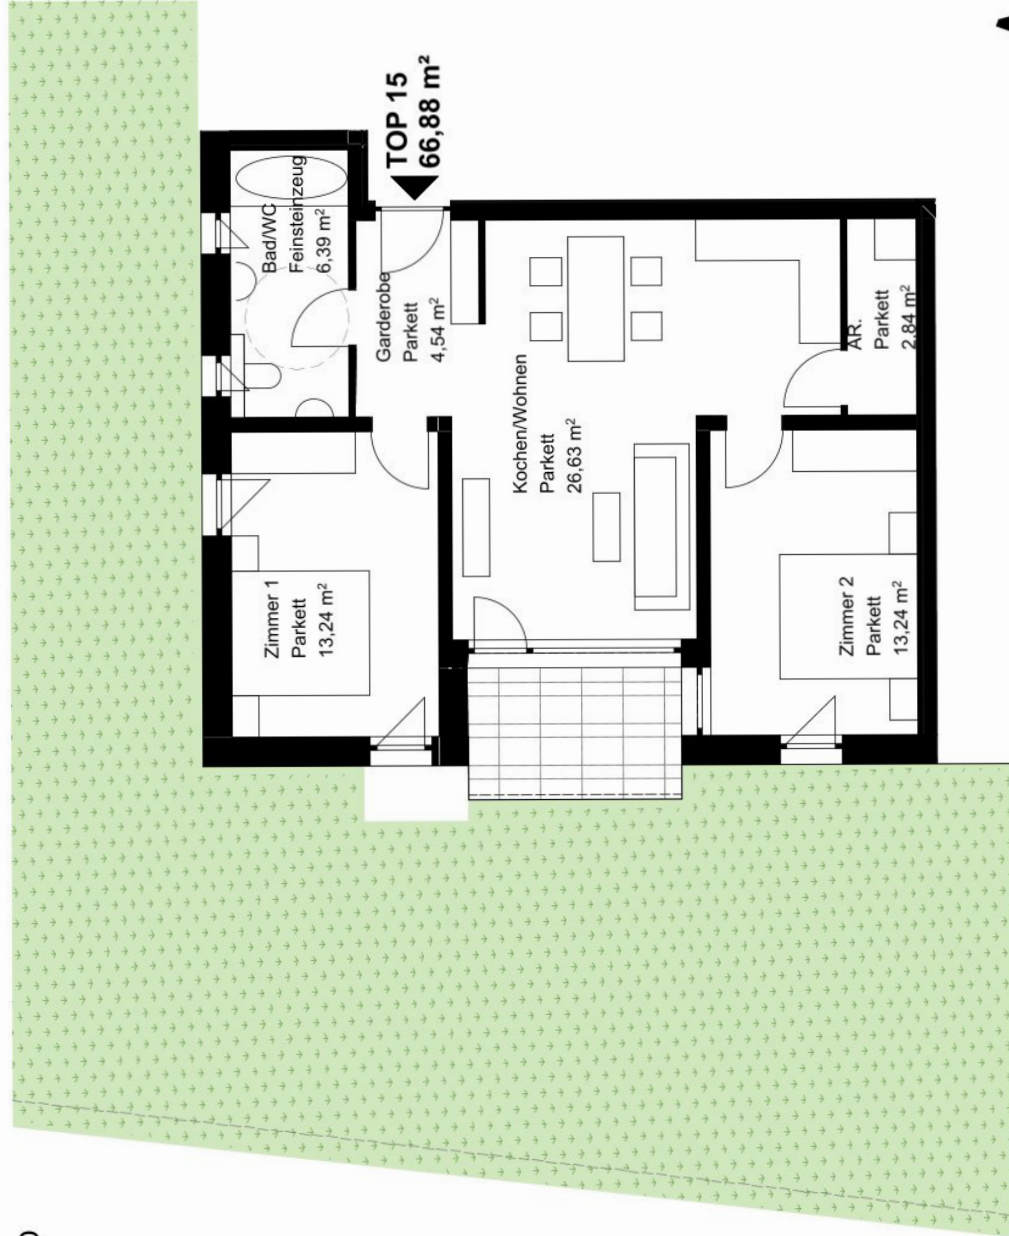 TOP 15
66,88 m²
Bad/WC
Feinsteinzeug
6,39 m²
Garderobe
Parkett
4,54 m²
Kochen/Wohnen
Parkett
26,63 m²
AR.
Parkett
2,84 m²
Zimmer 1
Parkett
13,24 m²
Zimmer 2
Parkett
13,24 m²